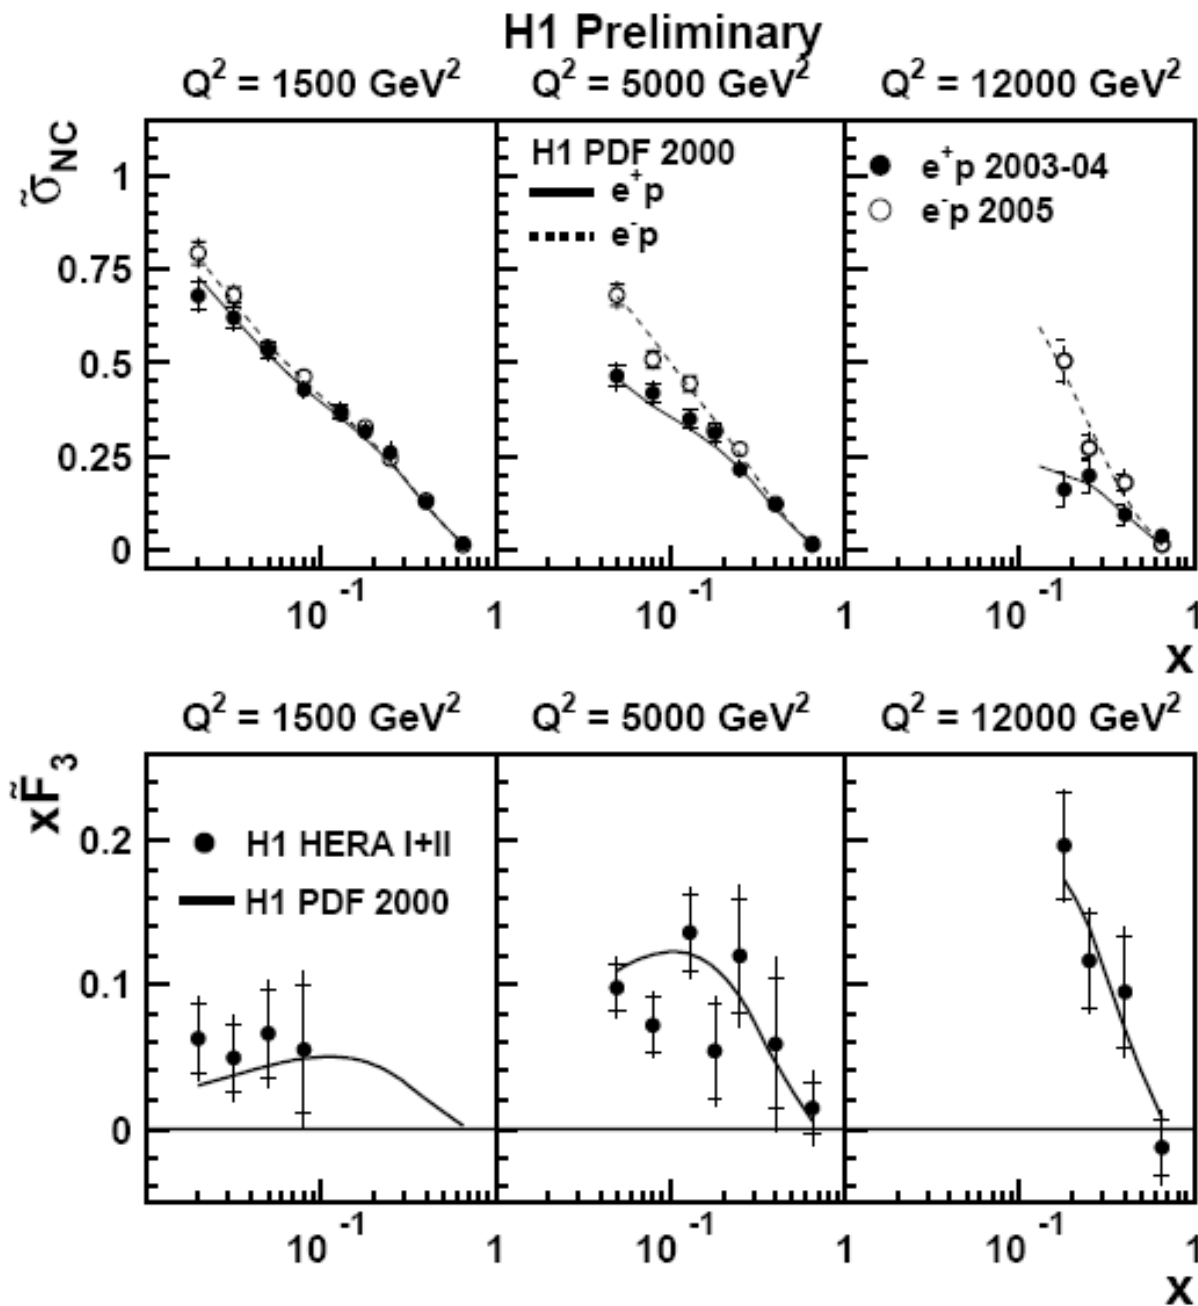 H1 Preliminary
Q² = 1500 GeV² Q² = 5000 GeV² Q² = 12000 GeV²
σ̃NC
1
0.75
0.5
0.25
0
H1 PDF 2000
e⁺p
e⁻p
e⁺p 2003-04
e⁻p 2005
10⁻¹ 1 10⁻¹ 1 10⁻¹ 1
x
Q² = 1500 GeV² Q² = 5000 GeV² Q² = 12000 GeV²
xF̃₃
0.2
0.1
0
H1 HERA I+II
H1 PDF 2000
10⁻¹ 1 10⁻¹ 1 10⁻¹ 1
x